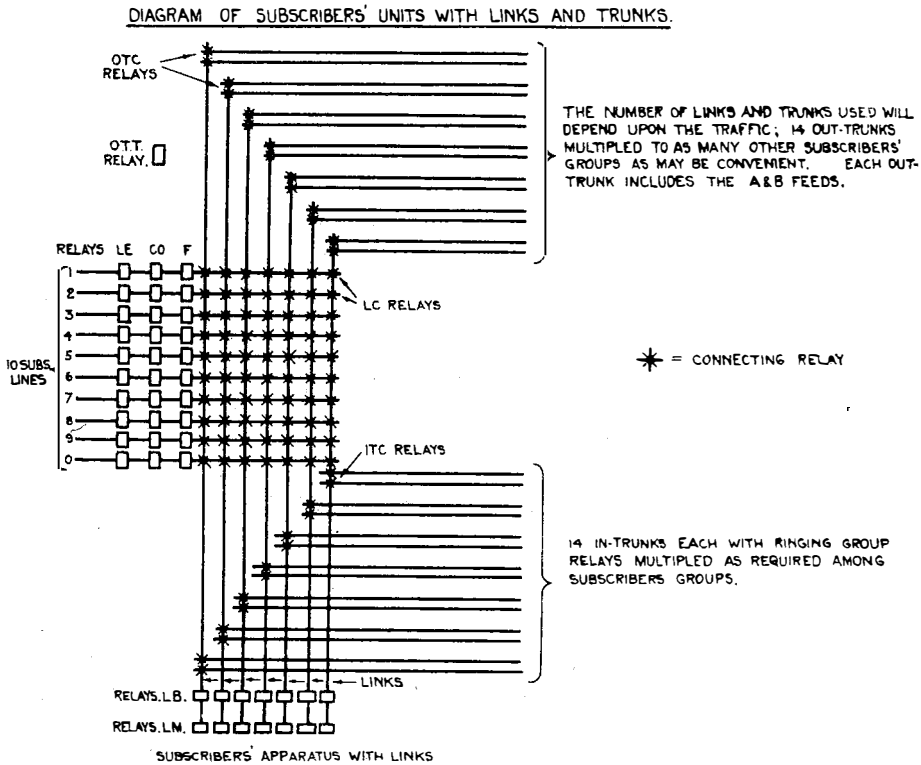 DIAGRAM OF SUBSCRIBERS' UNITS WITH LINKS AND TRUNKS.
OTC
RELAYS
O.T.T.
RELAY.
THE NUMBER OF LINKS AND TRUNKS USED WILL
DEPEND UPON THE TRAFFIC; 14 OUT-TRUNKS
MULTIPLED TO AS MANY OTHER SUBSCRIBERS'
GROUPS AS MAY BE CONVEMENT. EACH OUT-
TRUNK INCLUDES THE A&B FEEDS.
RELAYS LE CO F
1
2
3
4
5
6
7
8
9
0
10 SUBS.
LINES
LC RELAYS
= CONNECTING RELAY
ITC RELAYS
14 IN-TRUNKS EACH WITH RINGING GROUP
RELAYS MULTIPLED AS REQUIRED AMONG
SUBSCRIBERS GROUPS.
LINKS
RELAYS.LB.
RELAYS.LM.
SUBSCRIBERS' APPARATUS WITH LINKS